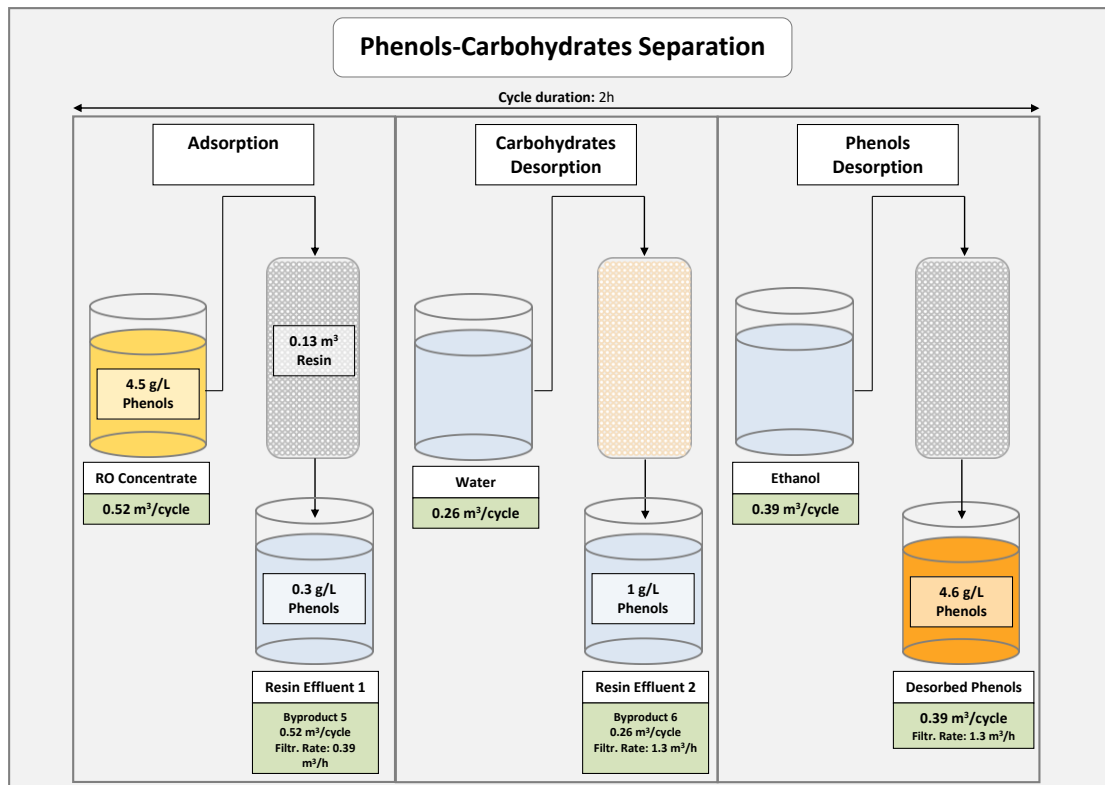 Phenols-Carbohydrates Separation
Cycle duration: 2h
Adsorption
Carbohydrates
Desorption
Phenols
Desorption
4.5 g/L
Phenols
0.13 m³
Resin
RO Concentrate
0.52 m³/cycle
Water
0.26 m³/cycle
Ethanol
0.39 m³/cycle
0.3 g/L
Phenols
1 g/L
Phenols
4.6 g/L
Phenols
Resin Effluent 1
Byproduct 5
0.52 m³/cycle
Filtr. Rate: 0.39
m³/h
Resin Effluent 2
Byproduct 6
0.26 m³/cycle
Filtr. Rate: 1.3 m³/h
Desorbed Phenols
0.39 m³/cycle
Filtr. Rate: 1.3 m³/h